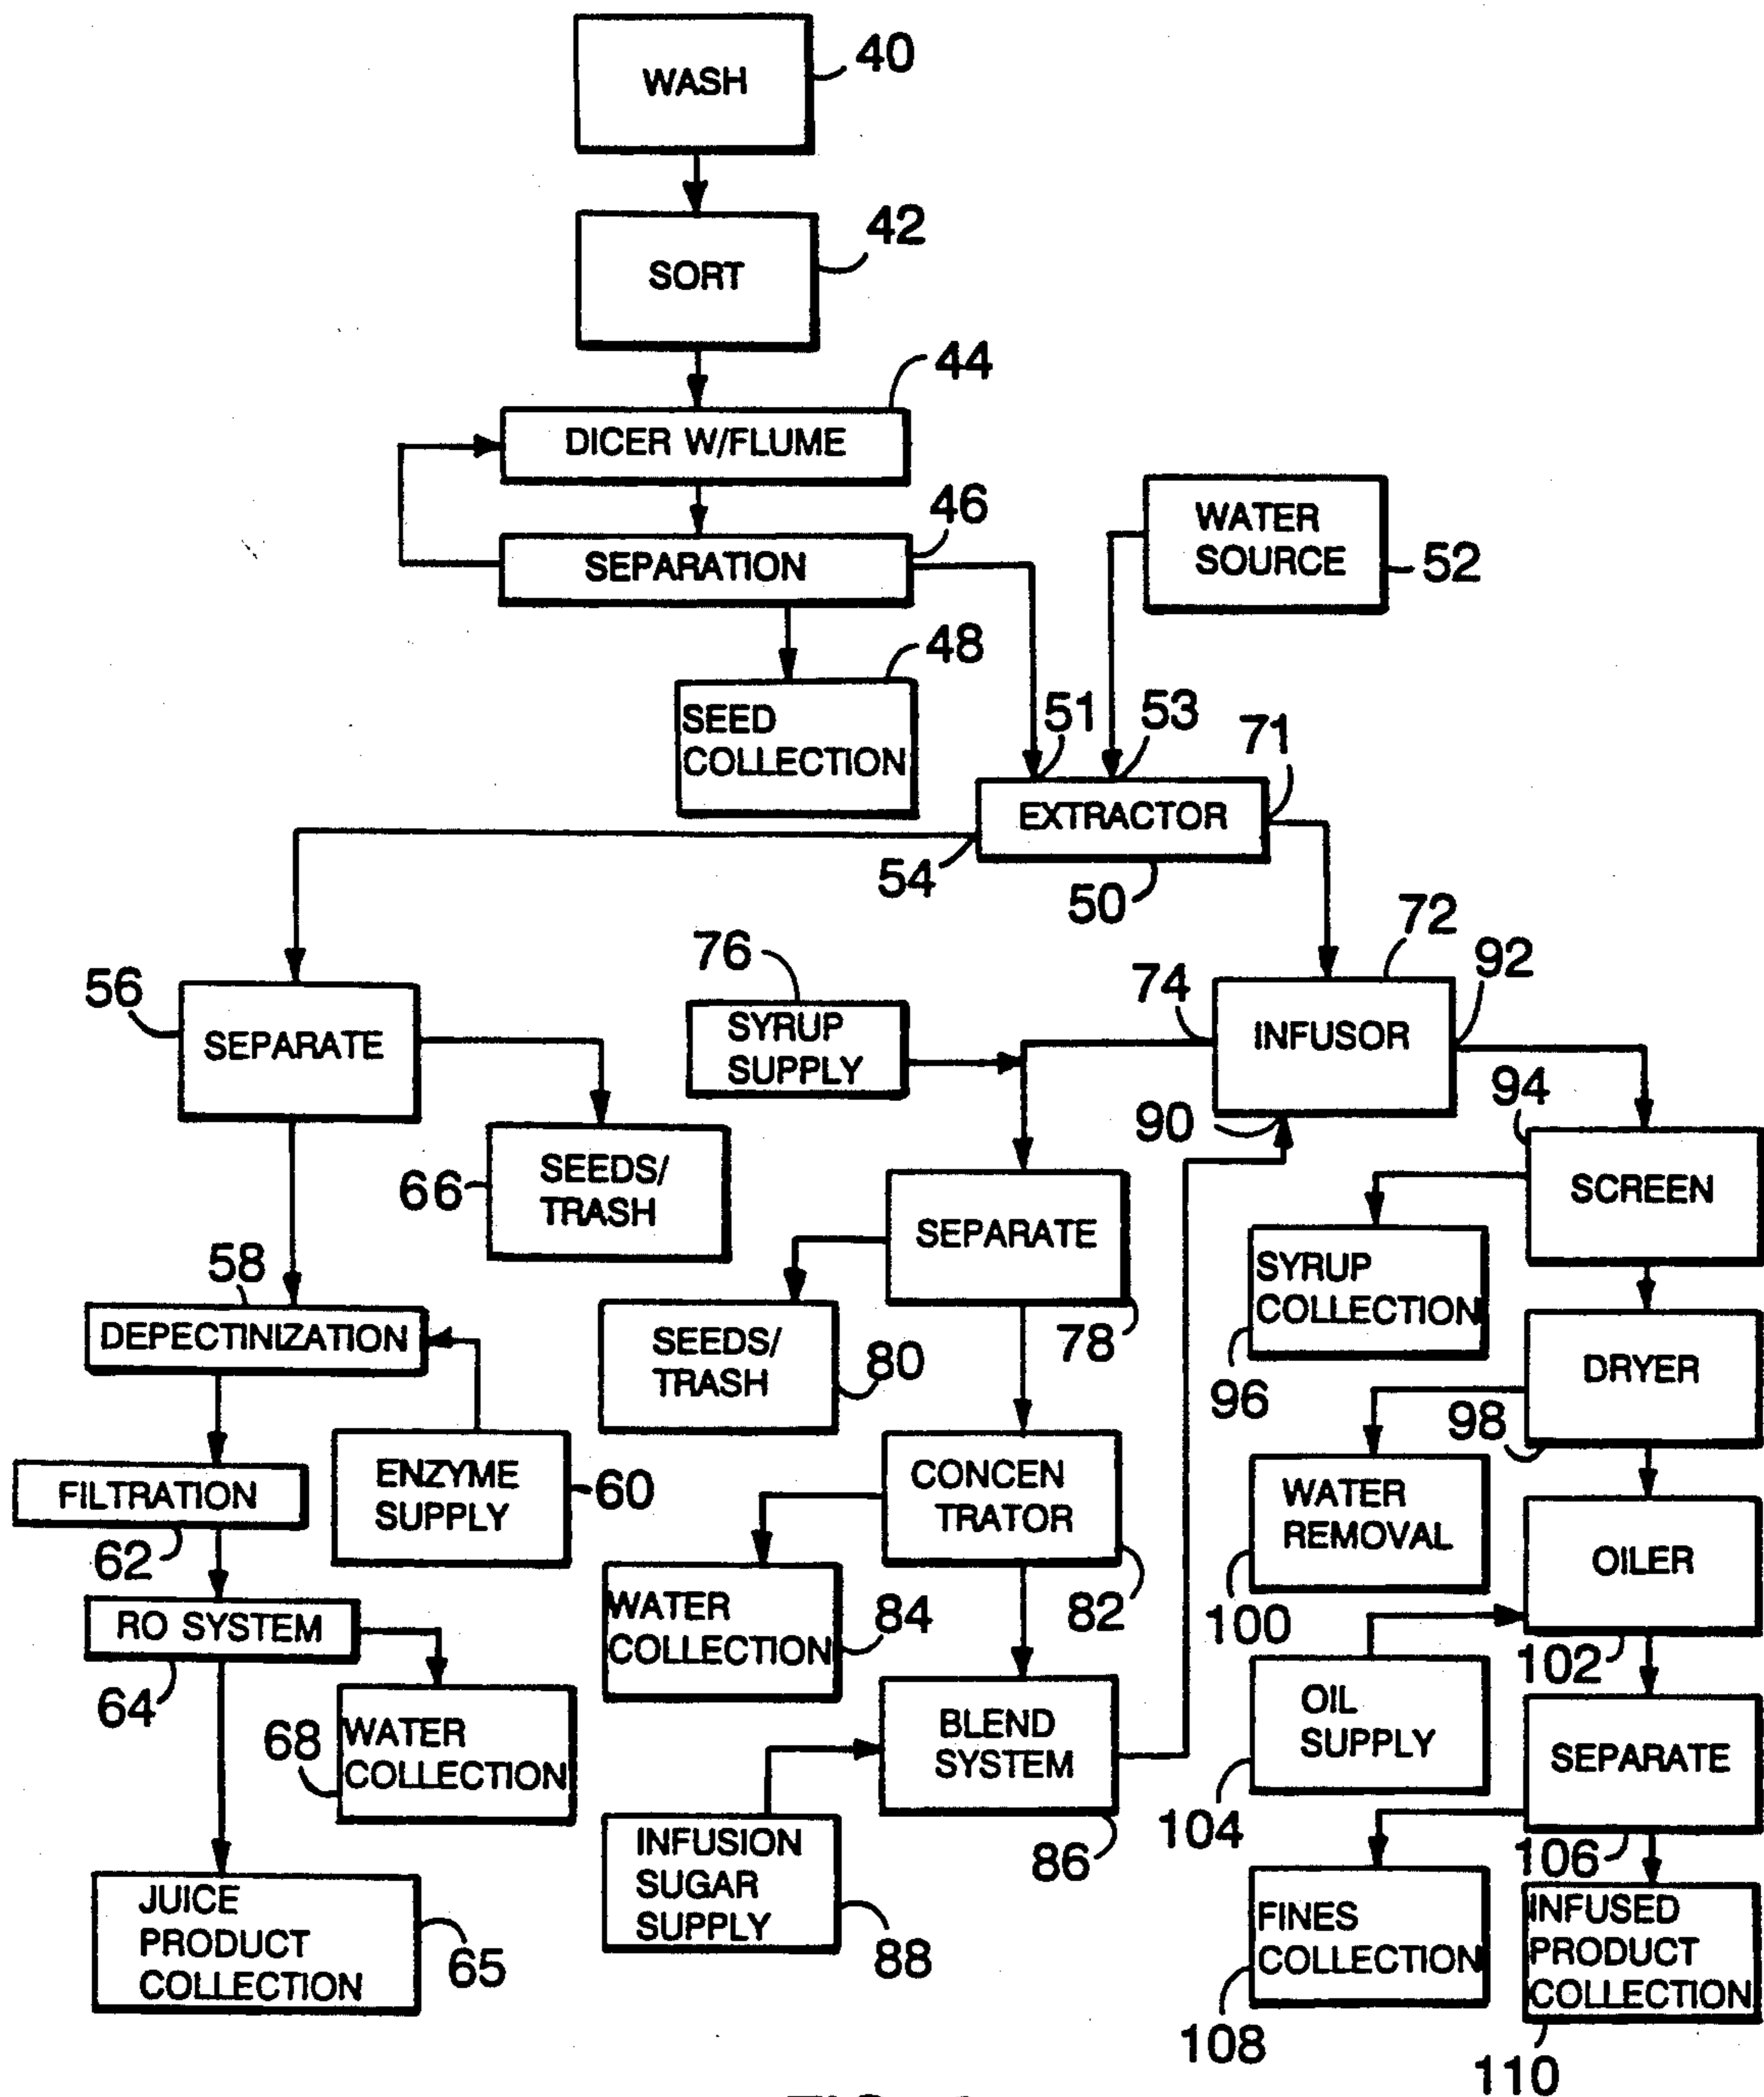 WASH
40
SORT
42
44
DICER W/FLUME
46
SEPARATION
WATER
SOURCE
52
48
SEED
COLLECTION
51
53
71
EXTRACTOR
54
50
72
76
74
92
56
SEPARATE
SYRUP
SUPPLY
INFUSOR
94
90
66
SEEDS/
TRASH
SEPARATE
78
SCREEN
58
DEPECTINIZATION
SEEDS/
TRASH
80
SYRUP
COLLECTION
96
DRYER
98
FILTRATION
62
ENZYME
SUPPLY
60
CONCEN
TRATOR
82
WATER
REMOVAL
100
OILER
102
RO SYSTEM
64
WATER
COLLECTION
84
68
WATER
COLLECTION
BLEND
SYSTEM
86
OIL
SUPPLY
104
SEPARATE
106
JUICE
PRODUCT
COLLECTION
65
INFUSION
SUGAR
SUPPLY
88
FINES
COLLECTION
108
INFUSED
PRODUCT
COLLECTION
110